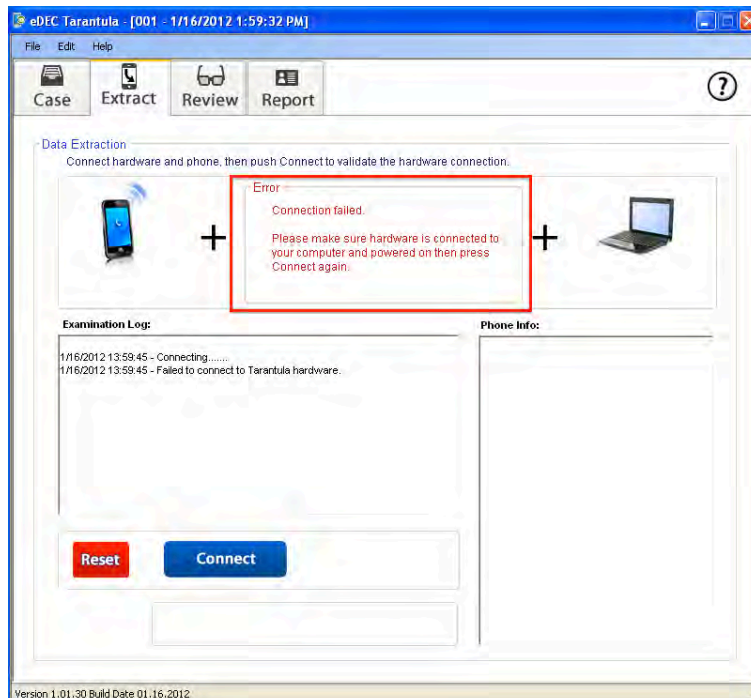 eDEC Tarantula - [001 - 1/16/2012 1:59:32 PM]
File Edit Help
Case Extract Review Report
?
Data Extraction
Connect hardware and phone, then push Connect to validate the hardware connection.
Error
Connection failed.
Please make sure hardware is connected to
your computer and powered on then press
Connect again.
+ +
Examination Log:
Phone Info:
1/16/2012 13:59:45 - Connecting.......
1/16/2012 13:59:45 - Failed to connect to Tarantula hardware.
Reset Connect
Version 1.01.30 Build Date 01.16.2012